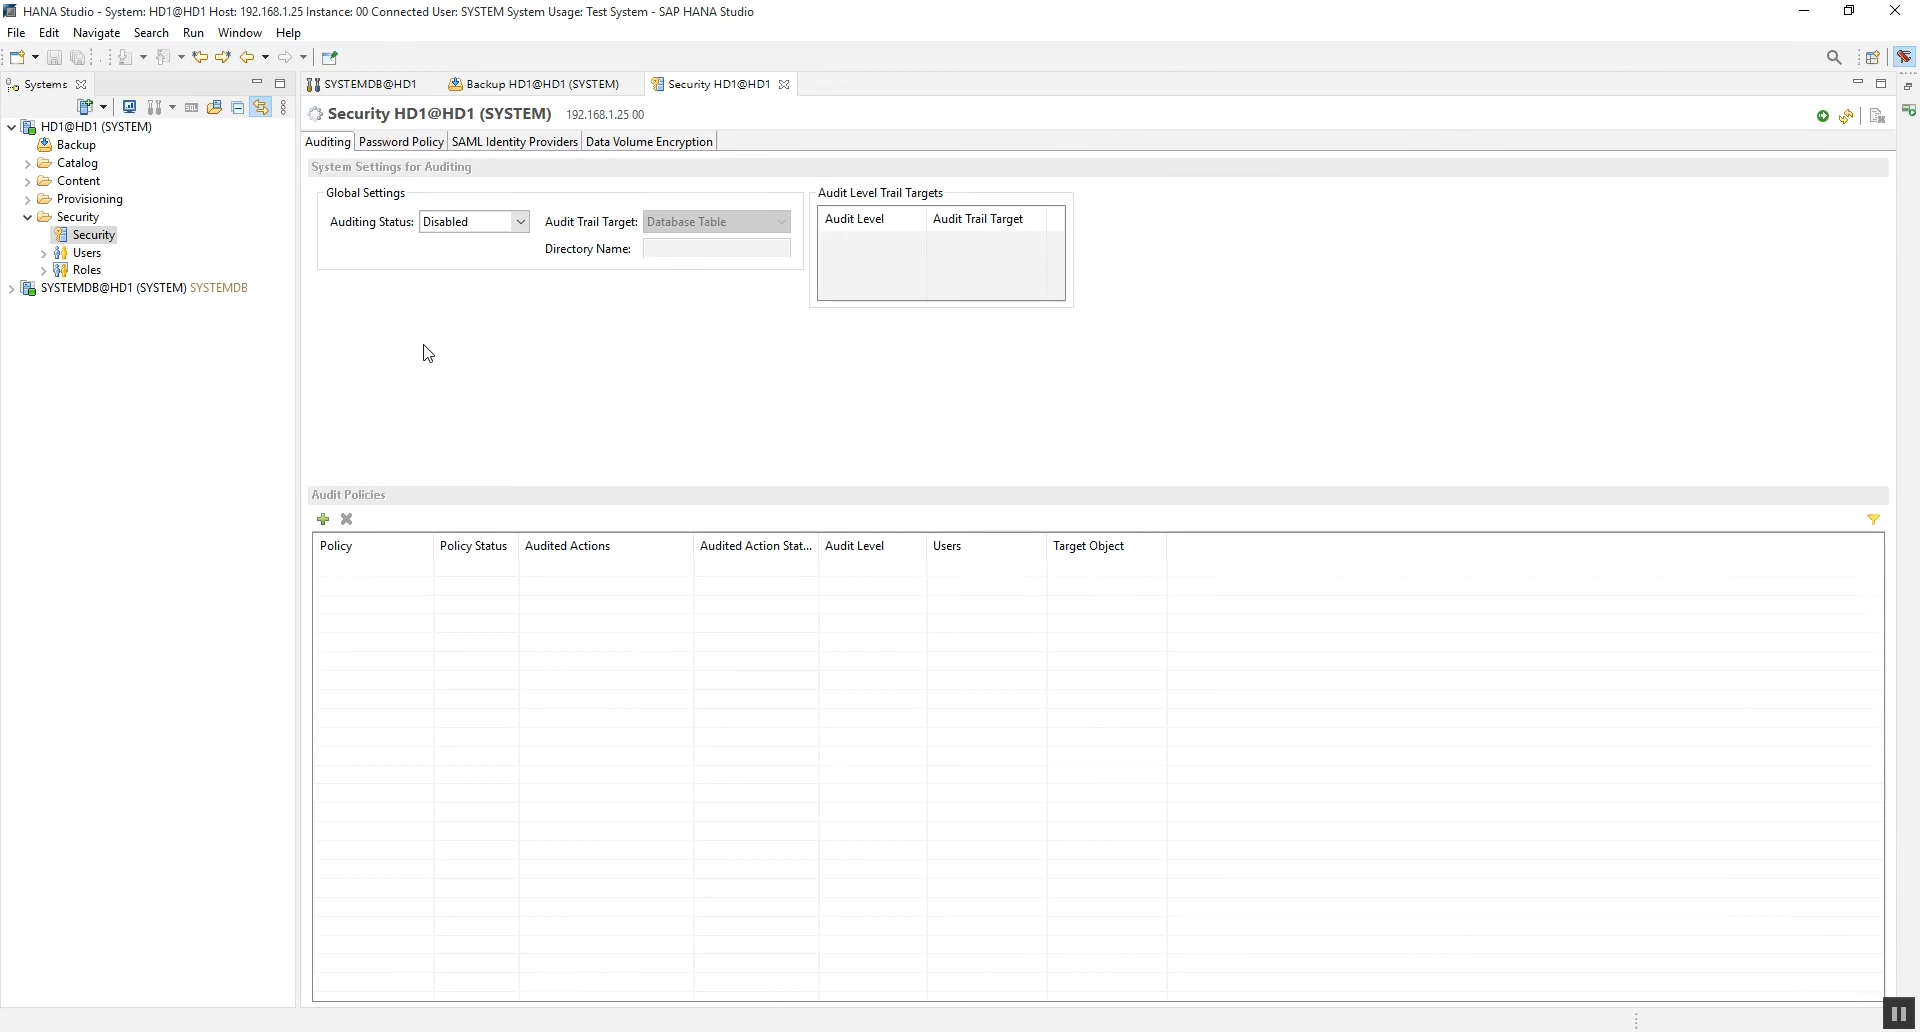 HANA Studio - System: HD1@HD1 Host: 192.168.1.25 Instance: 00 Connected User: SYSTEM System Usage: Test System - SAP HANA Studio
File Edit Navigate Search Run Window Help
Systems
HD1@HD1 (SYSTEM)
Backup
Catalog
Content
Provisioning
Security
Security
Users
Roles
SYSTEMDB@HD1 (SYSTEM) SYSTEMDB
SYSTEMDB@HD1 Backup HD1@HD1 (SYSTEM) Security HD1@HD1
Security HD1@HD1 (SYSTEM) 192.168.1.25 00
Auditing Password Policy SAML Identity Providers Data Volume Encryption
System Settings for Auditing
Global Settings
Auditing Status: Disabled Audit Trail Target: Database Table
Directory Name:
Audit Level Trail Targets
Audit Level Audit Trail Target
Audit Policies
Policy Policy Status Audited Actions Audited Action Stat... Audit Level Users Target Object